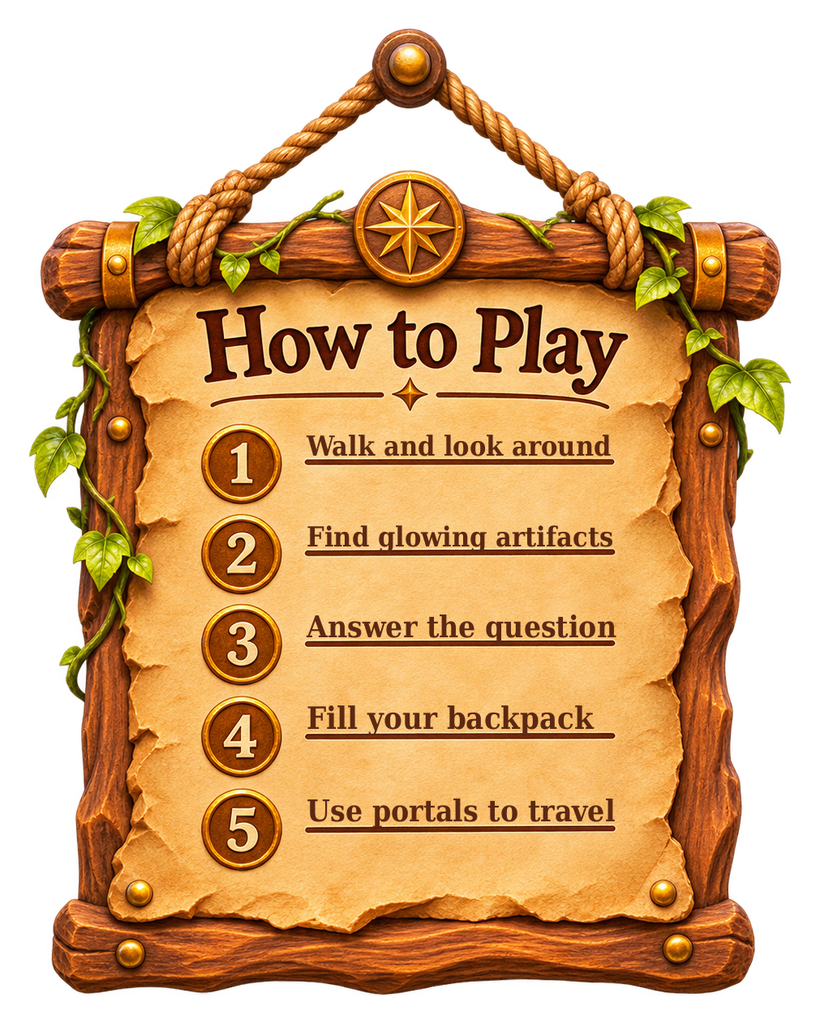 How to Play
1 Walk and look around
2 Find glowing artifacts
3 Answer the question
4 Fill your backpack
5 Use portals to travel